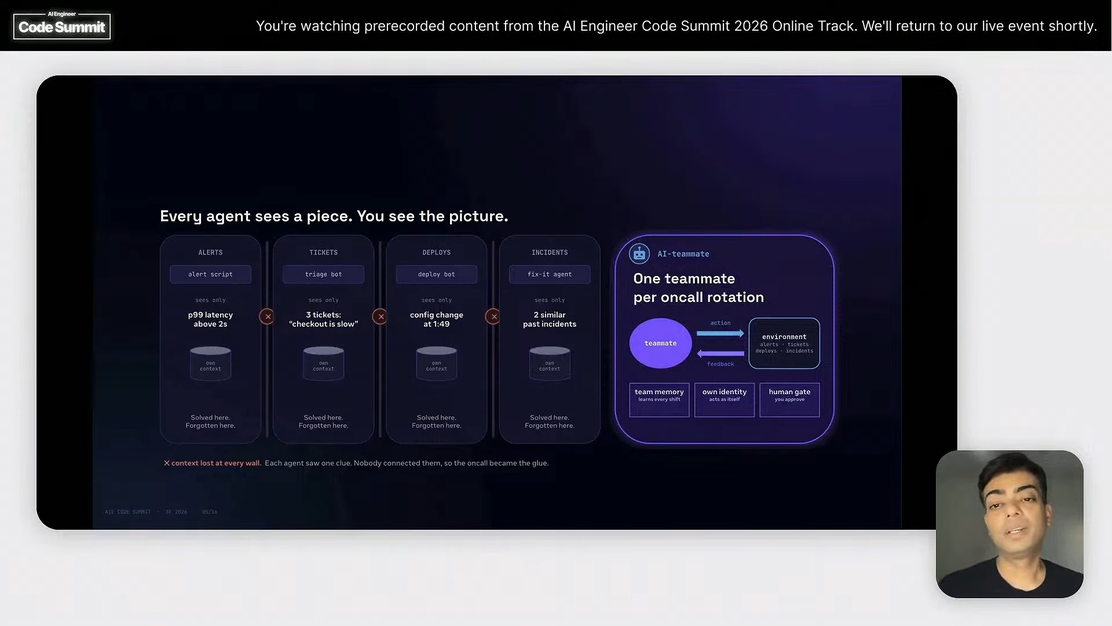 AI Engineer
Code Summit
You're watching prerecorded content from the AI Engineer Code Summit 2026 Online Track. We'll return to our live event shortly.
Every agent sees a piece. You see the picture.
ALERTS
alert script
sees only
p99 latency
above 2s
own
context
Solved here.
Forgotten here.
TICKETS
triage bot
sees only
3 tickets:
"checkout is slow"
own
context
Solved here.
Forgotten here.
DEPLOYS
deploy bot
sees only
config change
at 1:49
own
context
Solved here.
Forgotten here.
INCIDENTS
fix-it agent
sees only
2 similar
past incidents
own
context
Solved here.
Forgotten here.
✕ context lost at every wall. Each agent saw one clue. Nobody connected them, so the oncall became the glue.
AI-teammate
One teammate
per oncall rotation
teammate
action
feedback
environment
alerts · tickets
deploys · incidents
team memory
learns every shift
own identity
acts as itself
human gate
you approve
CODE SUMMIT
2026